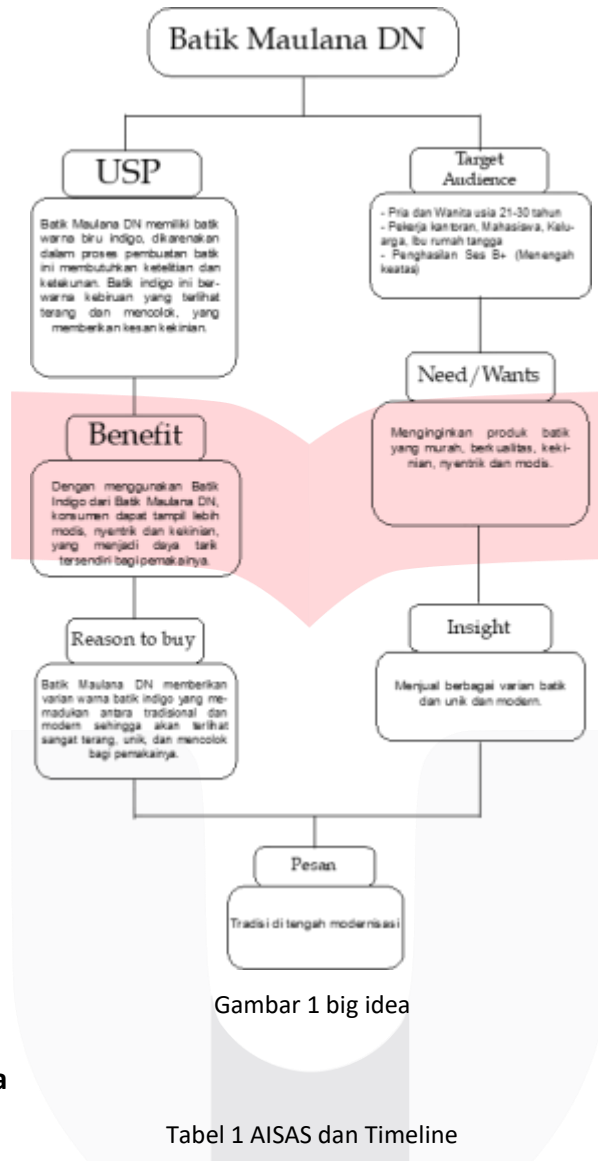 Batik Maulana DN
USP
Batik Maulana DN memiliki batik
warna biru indigo, dikarenakan
dalam proses pembuatan batik
ini membutuhkan ketelitian dan
ketekunan. Batik indigo ini ber-
warna kebiruan yang terlihat
terang dan mencolok, yang
memberikan kesan kekinian.
Benefit
Dengan menggunakan Batik
Indigo dari Batik Maulana DN,
konsumen dapat tampil lebih
modis, nyentrik dan kekinian,
yang menjadi daya tarik
tersendiri bagi pemakainya.
Reason to buy
Batik Maulana DN memberikan
varian warna batik indigo yang me-
madukan antara tradisional dan
modern sehingga akan terlihat
sangat terang, unik, dan mencolok
bagi pemakainya.
Target
Audience
- Pria dan Wanita usia 21-30 tahun
- Pekerja kantoran, Mahasiswa, Kelu-
arga, Ibu rumah tangga
- Penghasilan Ses B+ (Menengah
keatas)
Need/Wants
Menginginkan produk batik
yang murah, berkualitas, keki-
nian, nyentrik dan modis.
Insight
Menjual berbagai varian batik
dan unik dan modern.
Pesan
Tradisi di tengah modernisasi
Gambar 1 big idea
a
Tabel 1 AISAS dan Timeline